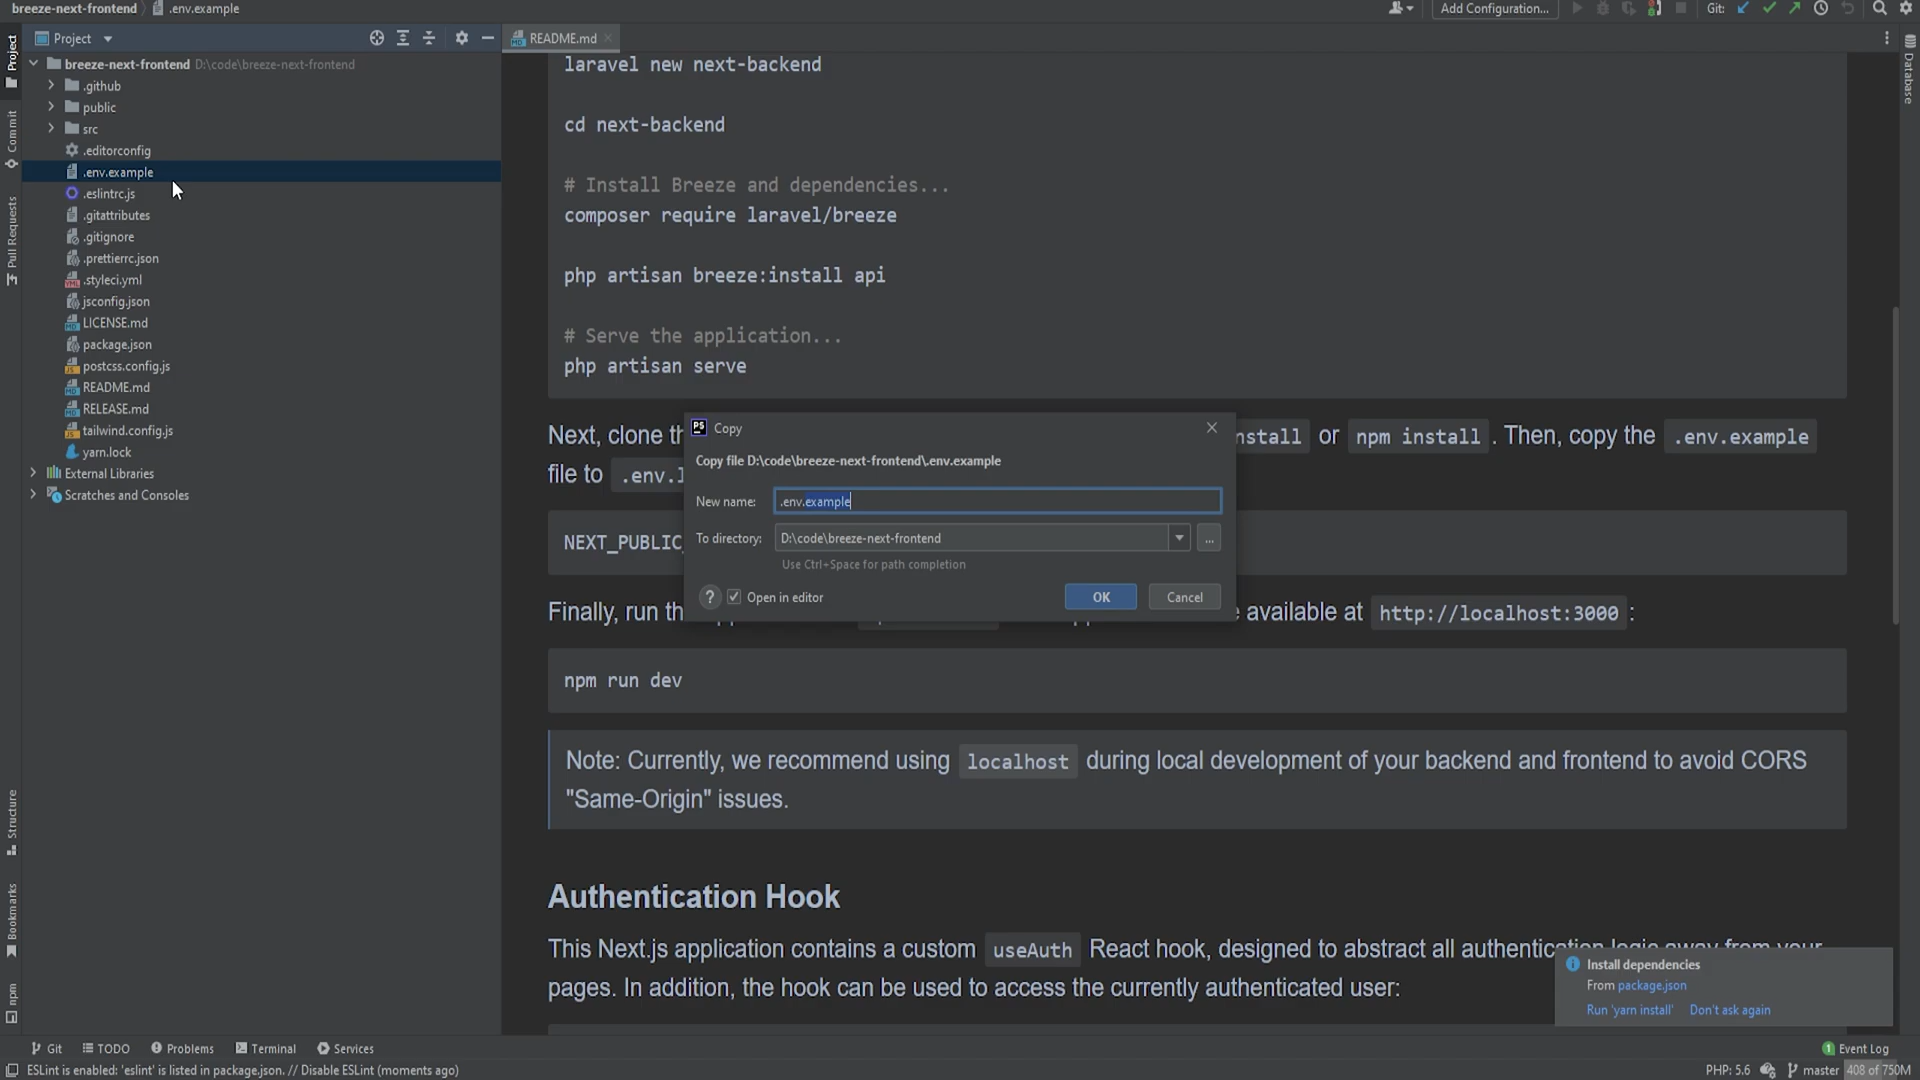 breeze-next-frontend
.env.example
Add Configuration...
Git:
Project
README.md
breeze-next-frontend D:\code\breeze-next-frontend
.github
public
src
.editorconfig
.env.example
.eslintrc.js
.gitattributes
.gitignore
.prettierrc.json
.styleci.yml
jsconfig.json
LICENSE.md
package.json
postcss.config.js
README.md
RELEASE.md
tailwind.config.js
yarn.lock
External Libraries
Scratches and Consoles
Project
Commit
Pull Requests
Structure
Bookmarks
npm
Database
laravel new next-backend
cd next-backend
# Install Breeze and dependencies...
composer require laravel/breeze
php artisan breeze:install api
# Serve the application...
php artisan serve
Next, clone th
nstall or npm install . Then, copy the .env.example
file to .env.l
NEXT_PUBLIC_
Finally, run th
e available at http://localhost:3000 :
npm run dev
Note: Currently, we recommend using localhost during local development of your backend and frontend to avoid CORS
"Same-Origin" issues.
Authentication Hook
This Next.js application contains a custom useAuth React hook, designed to abstract all authentication logic away from your
pages. In addition, the hook can be used to access the currently authenticated user:
PS Copy
Copy file D:\code\breeze-next-frontend\.env.example
New name: .env.example
To directory: D:\code\breeze-next-frontend
...
Use Ctrl+Space for path completion
? Open in editor
OK
Cancel
Install dependencies
From package.json
Run 'yarn install' Don't ask again
Git
TODO
Problems
Terminal
Services
1 Event Log
ESLint is enabled: 'eslint' is listed in package.json. // Disable ESLint (moments ago)
PHP: 5.6
master
408 of 750M